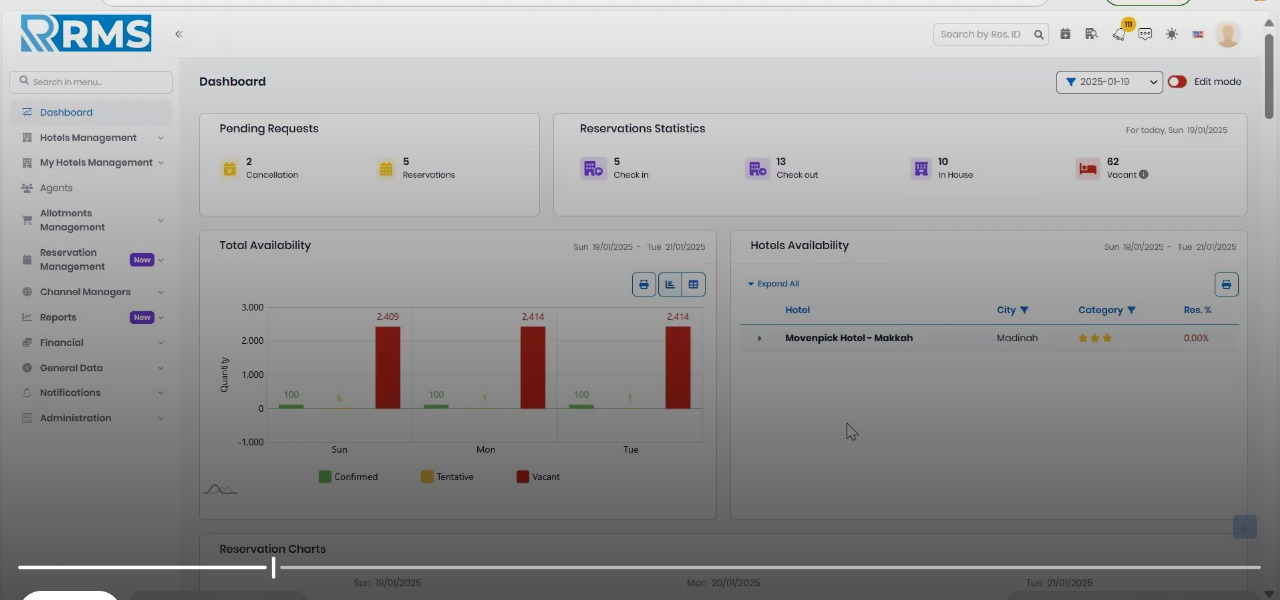 RRMS
Search by Res. ID
111
Search in menu...
Dashboard
Hotels Management
My Hotels Management
Agents
Allotments
Management
Reservation
Management
New
Channel Managers
Reports
New
Financial
General Data
Notifications
Administration
Dashboard
2025-01-19
Edit mode
Pending Requests
2
Cancellation
5
Reservations
Reservations Statistics
For today, Sun 19/01/2025
5
Check in
13
Check out
10
In House
62
Vacant
Total Availability
Sun 19/01/2025 - Tue 21/01/2025
3,000
2,000
1,000
0
-1,000
Quantity
100
6
2,409
100
1
2,414
100
1
2,414
Sun
Mon
Tue
Confirmed
Tentative
Vacant
Hotels Availability
Sun 19/01/2025 - Tue 21/01/2025
Expand All
Hotel
City
Category
Res. %
Movenpick Hotel - Makkah
Madinah
0.00%
Reservation Charts
Sun 19/01/2025
Mon 20/01/2025
Tue 21/01/2025